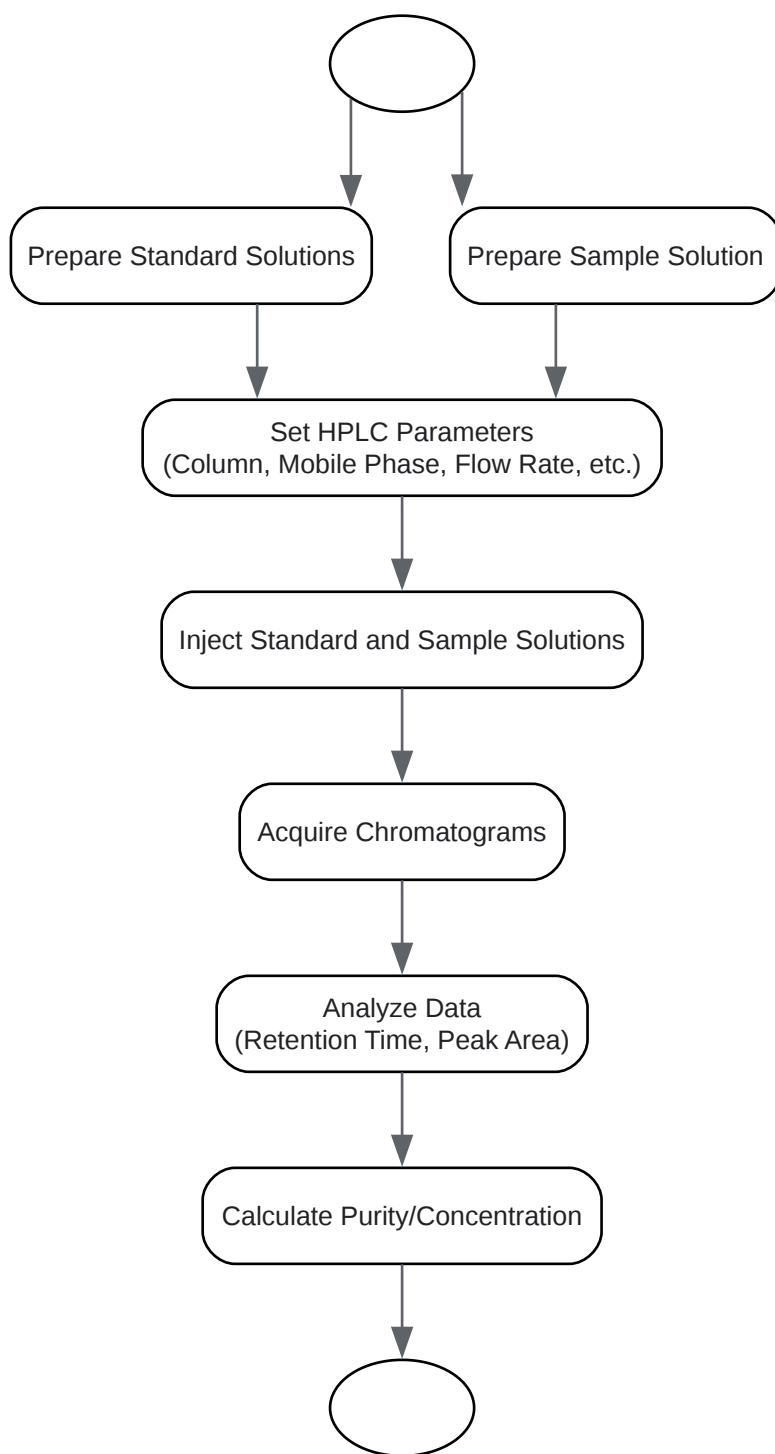 Prepare Standard Solutions
Prepare Sample Solution
Set HPLC Parameters
(Column, Mobile Phase, Flow Rate, etc.)
Inject Standard and Sample Solutions
Acquire Chromatograms
Analyze Data
(Retention Time, Peak Area)
Calculate Purity/Concentration